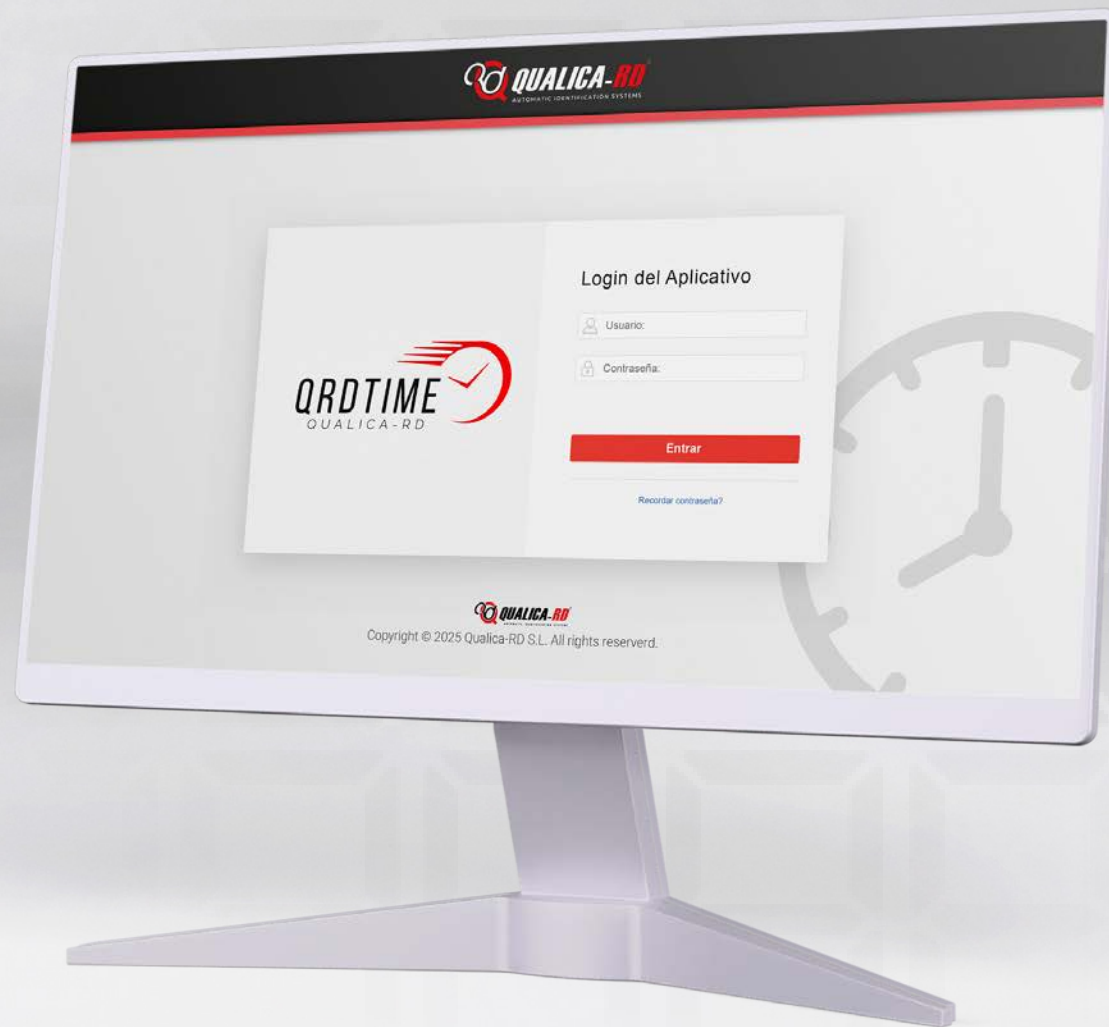 QUALICA-RD
AUTOMATIC IDENTIFICATION SYSTEMS
Login del Aplicativo
Usuario:
Contraseña:
QRDTIME
QUALICA-RD
Entrar
Recordar contraseña?
QUALICA-RD
Copyright © 2025 Qualica-RD S.L. All rights reserverd.